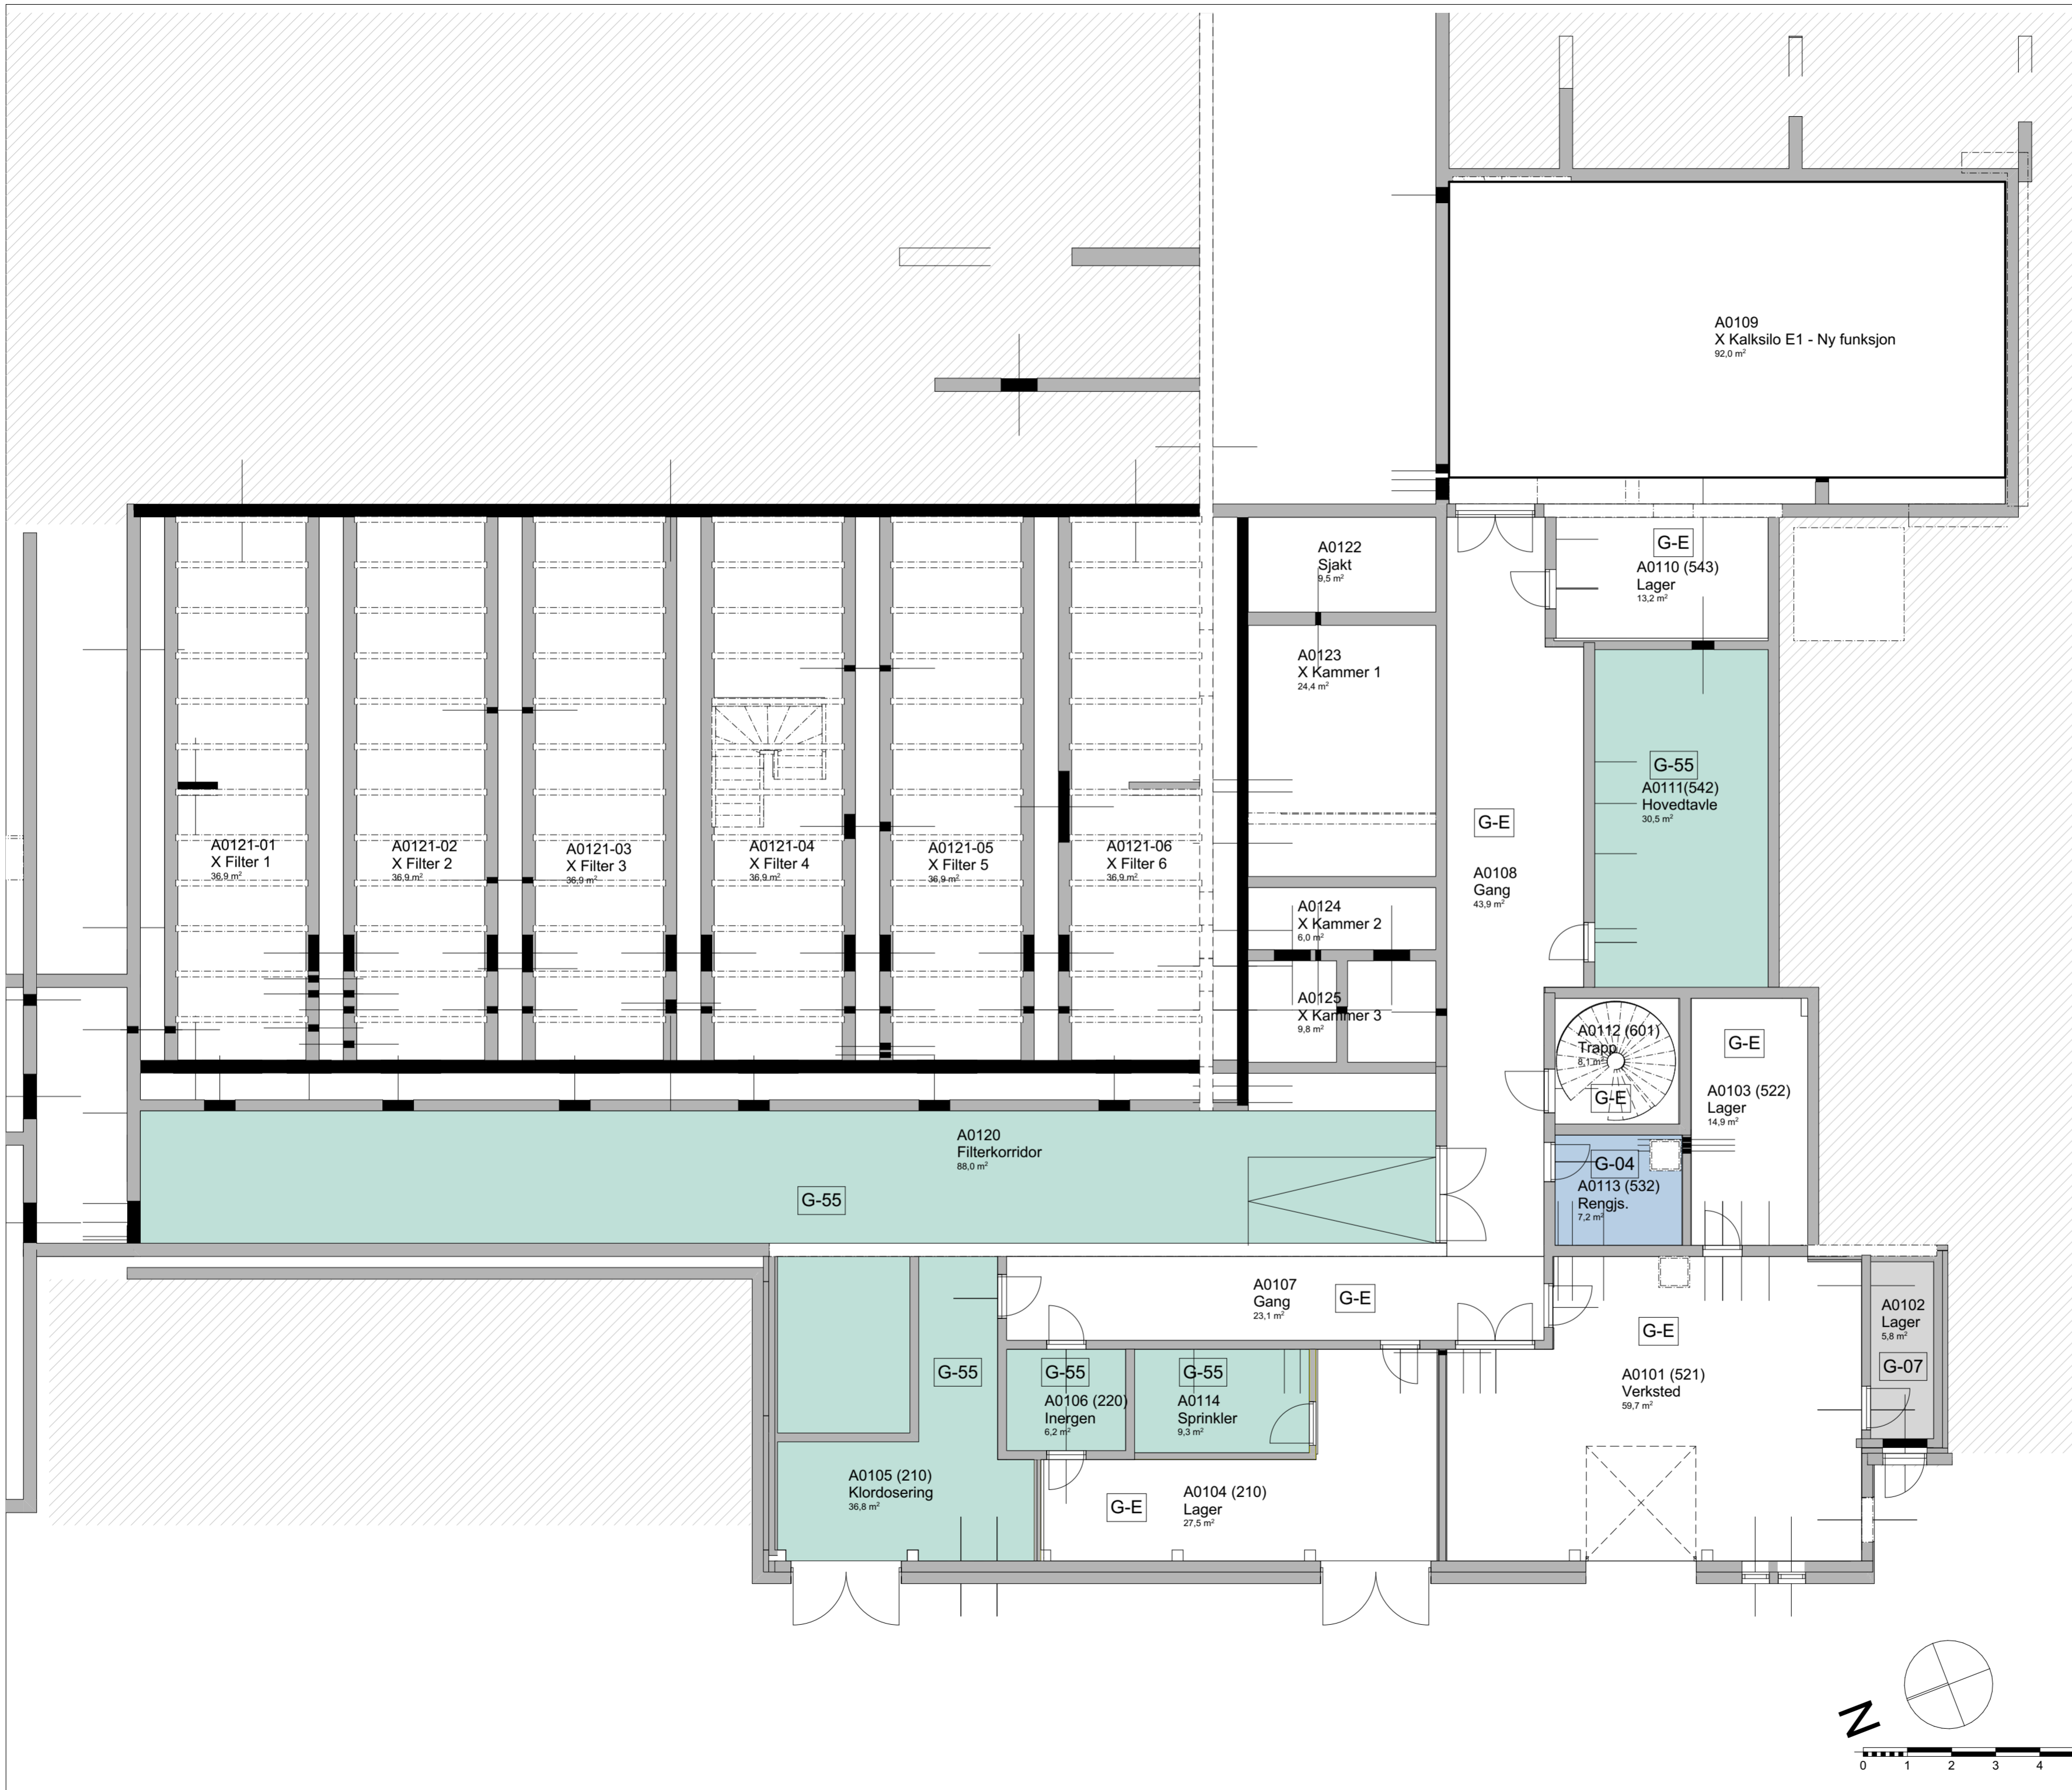 A0109
X Kalksilo E1 - Ny funksjon
92,0 m²
A0122
Sjakt
9,5 m²
G-E
A0110 (543)
Lager
13,2 m²
A0123
X Kammer 1
24,4 m²
G-55
A0111(542)
Hovedtavle
30,5 m²
G-E
A0121-01
X Filter 1
36,9 m²
A0121-02
X Filter 2
36,9 m²
A0121-03
X Filter 3
36,9 m²
A0121-04
X Filter 4
36,9 m²
A0121-05
X Filter 5
36,9 m²
A0121-06
X Filter 6
36,9 m²
A0108
Gang
43,9 m²
A0124
X Kammer 2
6,0 m²
A0125
X Kammer 3
9,8 m²
A0112 (601)
Trapp
8,1 m²
G-E
G-E
A0103 (522)
Lager
14,9 m²
A0120
Filterkorridor
88,0 m²
G-55
G-04
A0113 (532)
Rengjs.
7,2 m²
A0107
Gang
23,1 m²
G-E
G-E
A0101 (521)
Verksted
59,7 m²
A0102
Lager
5,8 m²
G-07
G-55
G-55
A0106 (220)
Inergen
6,2 m²
G-55
A0114
Sprinkler
9,3 m²
A0105 (210)
Klordosering
36,8 m²
G-E
A0104 (210)
Lager
27,5 m²
N
0 1 2 3 4